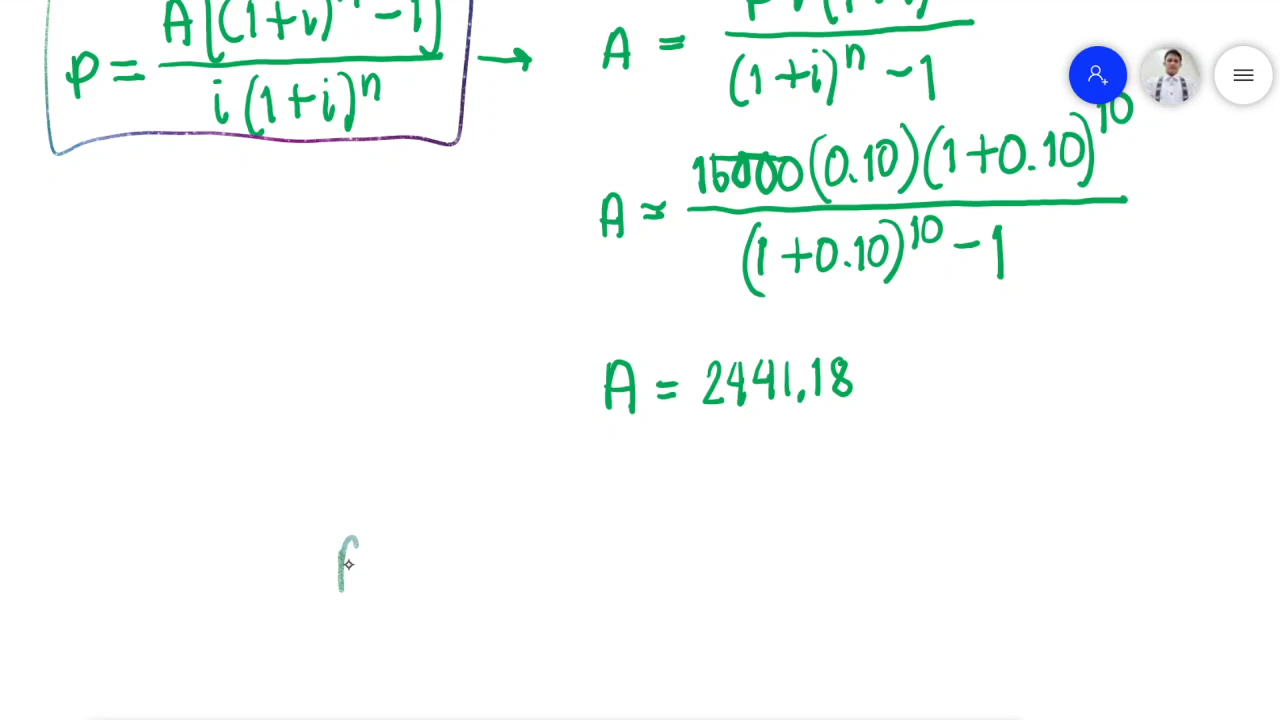 A[(1+i)^n - 1]
P = ——— →
i(1+i)^n
A = ———
(1+i)^n - 1
A = 15000(0.10)(1+0.10)^10
(1+0.10)^10 - 1
A = 2441.18